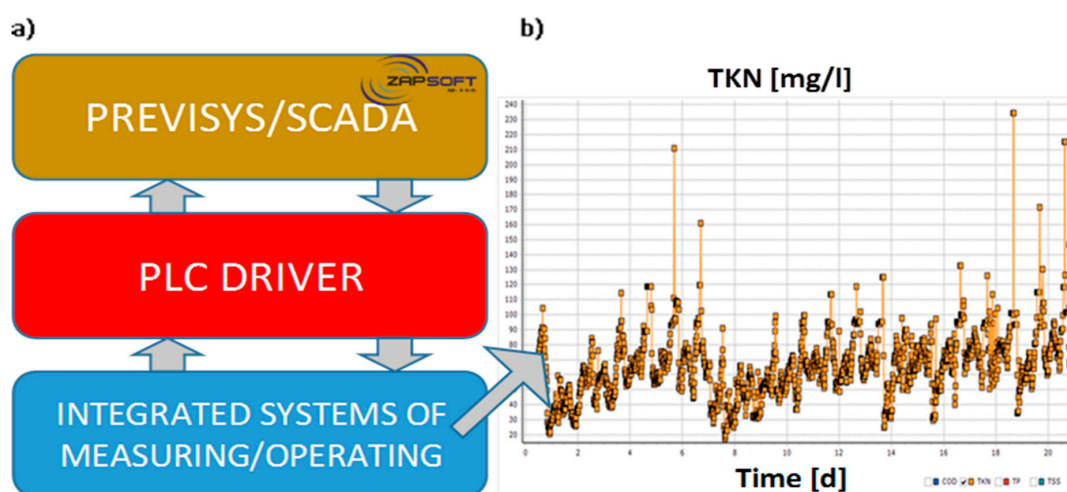 a)
ZAPSOFT
sp. z o.o.
PREVISYS/SCADA
PLC DRIVER
INTEGRATED SYSTEMS OF
MEASURING/OPERATING
b)
TKN [mg/l]
240
230
220
210
200
190
180
170
160
150
140
130
120
110
100
90
80
70
60
50
40
30
20
0 2 4 6 8 10 12 14 16 18 20
Time [d]
COD TKN TP TSS